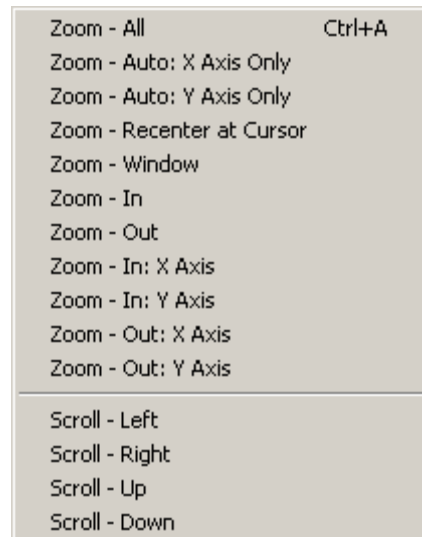 Zoom - All Ctrl+A
Zoom - Auto: X Axis Only
Zoom - Auto: Y Axis Only
Zoom - Recenter at Cursor
Zoom - Window
Zoom - In
Zoom - Out
Zoom - In: X Axis
Zoom - In: Y Axis
Zoom - Out: X Axis
Zoom - Out: Y Axis
Scroll - Left
Scroll - Right
Scroll - Up
Scroll - Down